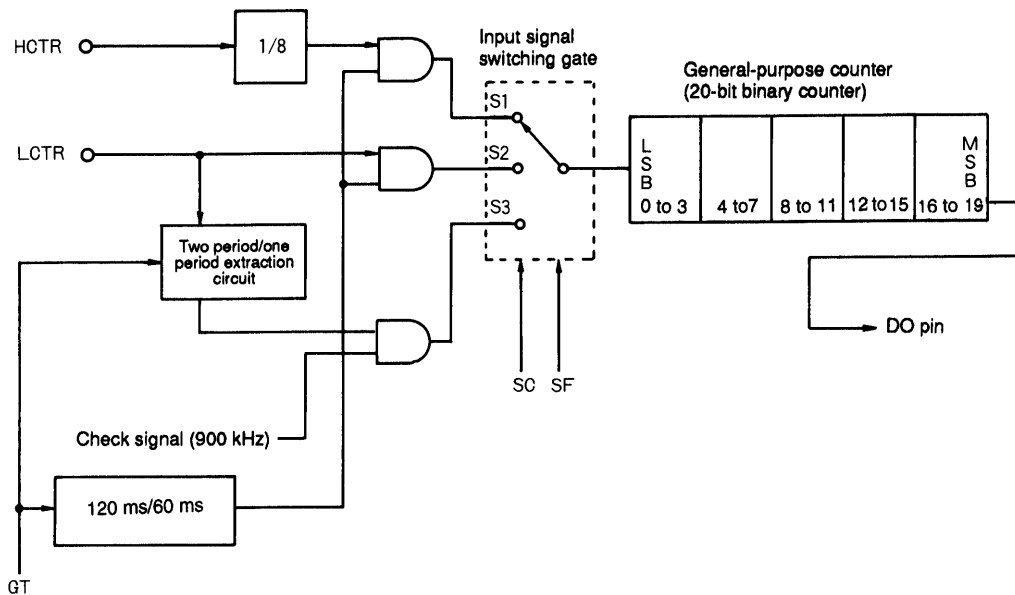 HCTR
1/8
Input signal
switching gate
General-purpose counter
(20-bit binary counter)
S1
LCTR
S2
S3
L
S
B
M
S
B
0 to 3
4 to7
8 to 11
12 to 15
16 to 19
Two period/one
period extraction
circuit
DO pin
SC
SF
Check signal (900 kHz)
120 ms/60 ms
GT